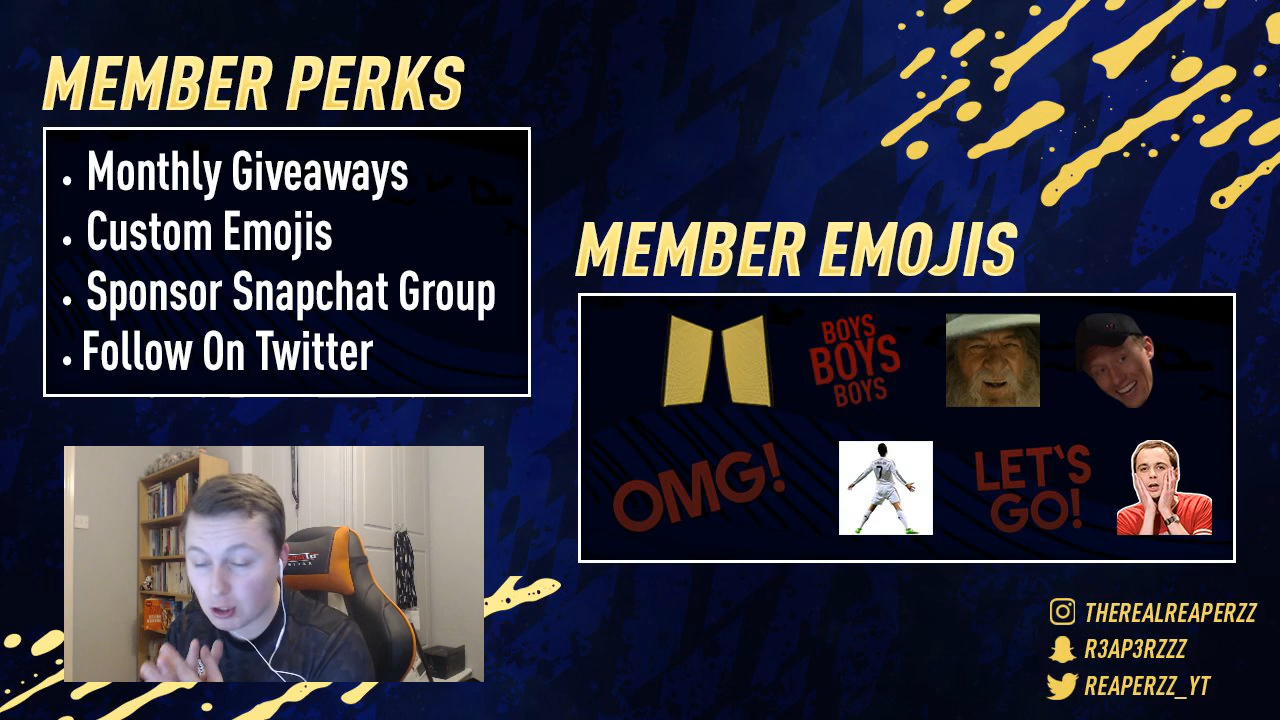 MEMBER PERKS
• Monthly Giveaways
• Custom Emojis
• Sponsor Snapchat Group
• Follow On Twitter
MEMBER EMOJIS
BOYS
BOYS
BOYS
OMG!
7
LET'S
GO!
THEREALREAPERZZ
R3AP3RZZZ
REAPERZZ_YT